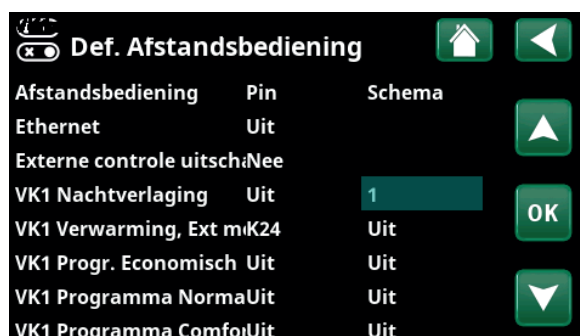 Def. Afstandsbediening
Afstandsbediening Pin Schema
Ethernet Uit
Externe controle uitscha Nee
VK1 Nachtverlaging Uit 1
OK
VK1 Verwarming, Ext m K24 Uit
VK1 Progr. Economisch Uit Uit
VK1 Programma Norma Uit Uit
VK1 Programma Comfo Uit Uit